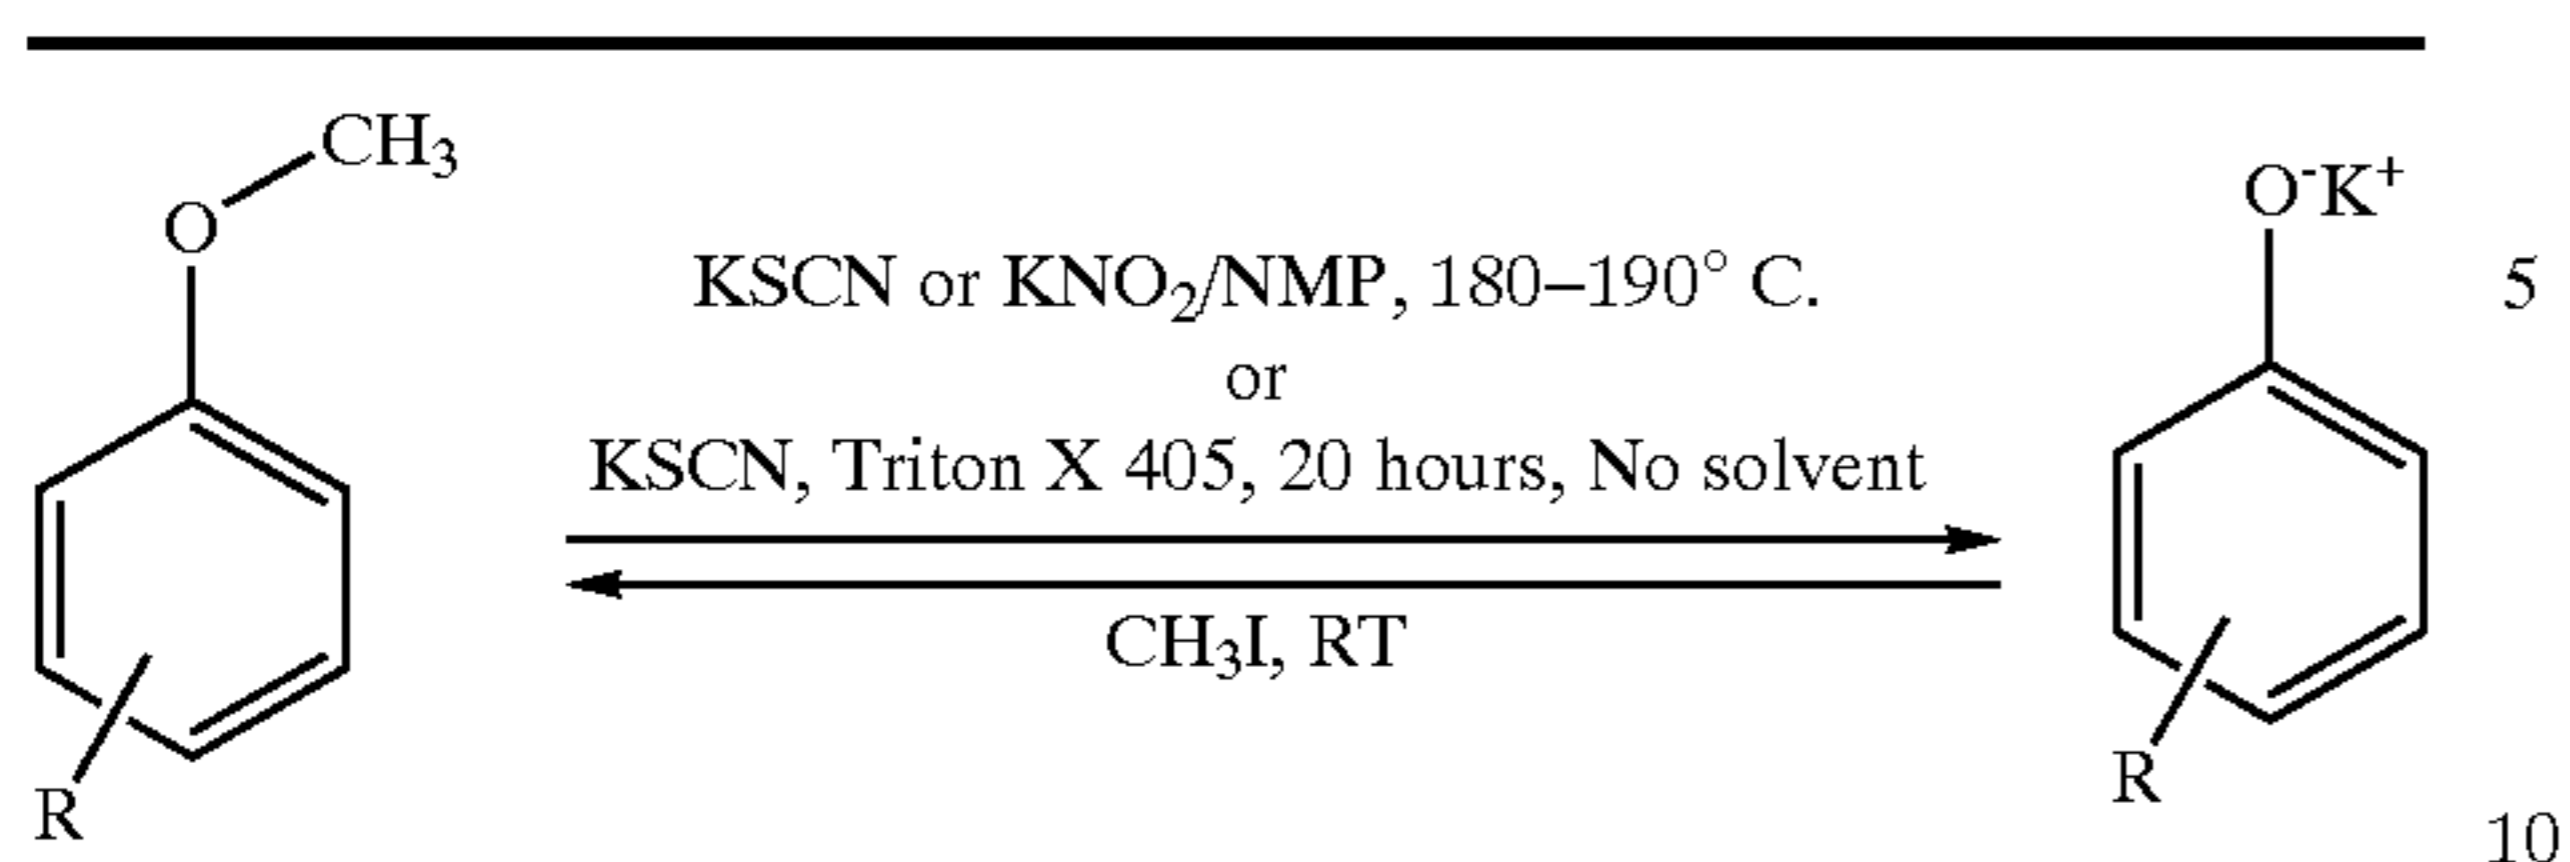 CH₃
O
O⁻K⁺
KSCN or KNO₂/NMP, 180–190° C.
5
or
KSCN, Triton X 405, 20 hours, No solvent
CH₃I, RT
R
R
10